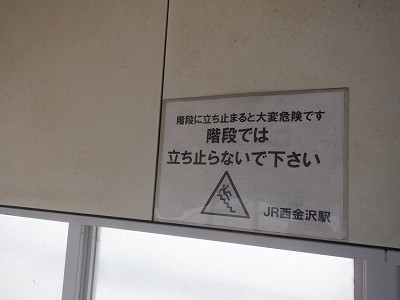 階段に立ち止まると大変危険です
階段では
立ち止らないで下さい
JR西金沢駅